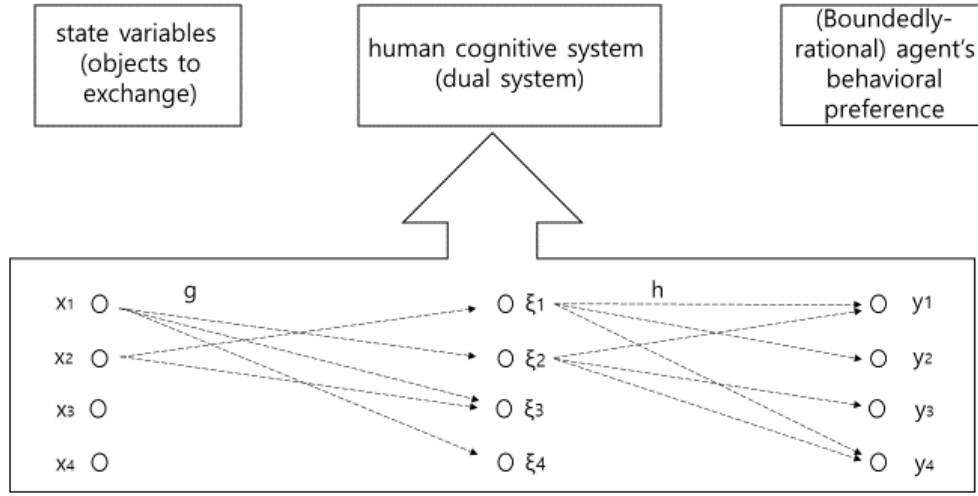 state variables
(objects to
exchange)
human cognitive system
(dual system)
(Boundedly-
rational) agent's
behavioral
preference
g
h
x1
ξ1
y1
x2
ξ2
y2
x3
ξ3
y3
x4
ξ4
y4